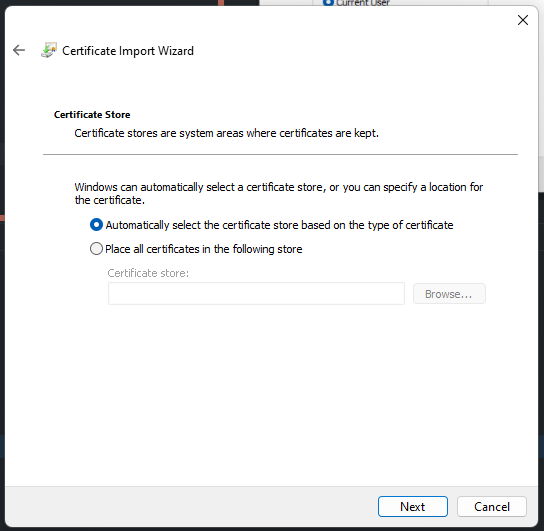 Current User
Certificate Import Wizard
Certificate Store
Certificate stores are system areas where certificates are kept.
Windows can automatically select a certificate store, or you can specify a location for
the certificate.
Automatically select the certificate store based on the type of certificate
Place all certificates in the following store
Certificate store:
Browse...
Next
Cancel